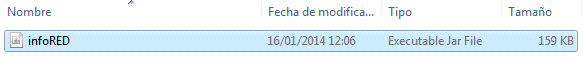 Nombre Fecha de modifica... Tipo Tamaño
infoRED 16/01/2014 12:06 Executable Jar File 159 KB